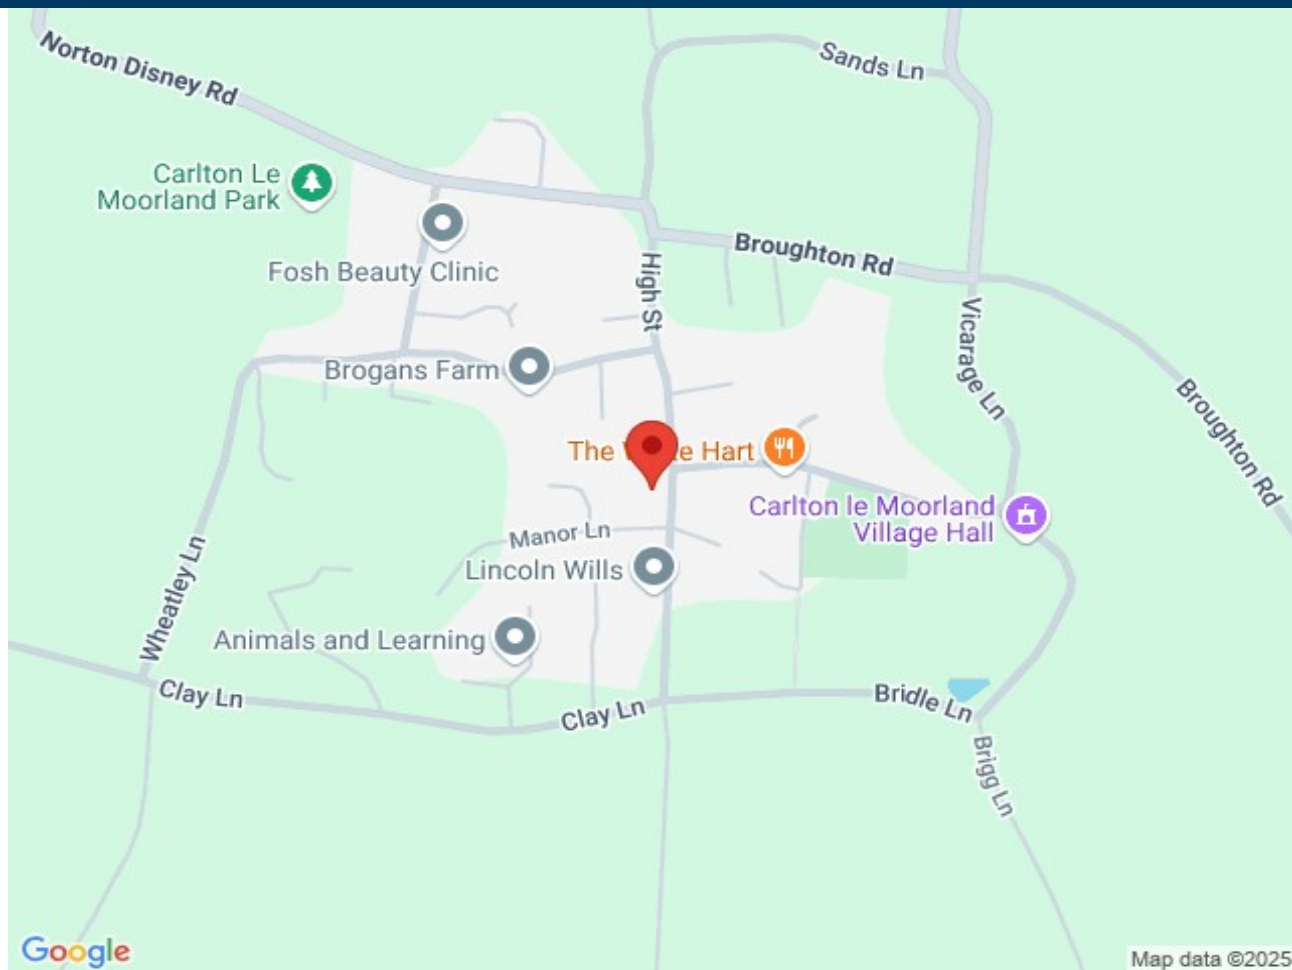 Norton Disney Rd
Sands Ln
Carlton Le
Moorland Park
Fosh Beauty Clinic
High St
Broughton Rd
Vicarage Ln
Brogans Farm
Broughton Rd
The Hart
Carlton le Moorland
Village Hall
Manor Ln
Lincoln Wills
Wheatley Ln
Animals and Learning
Clay Ln
Clay Ln
Bridle Ln
Brigg Ln
Google
Map data ©2025